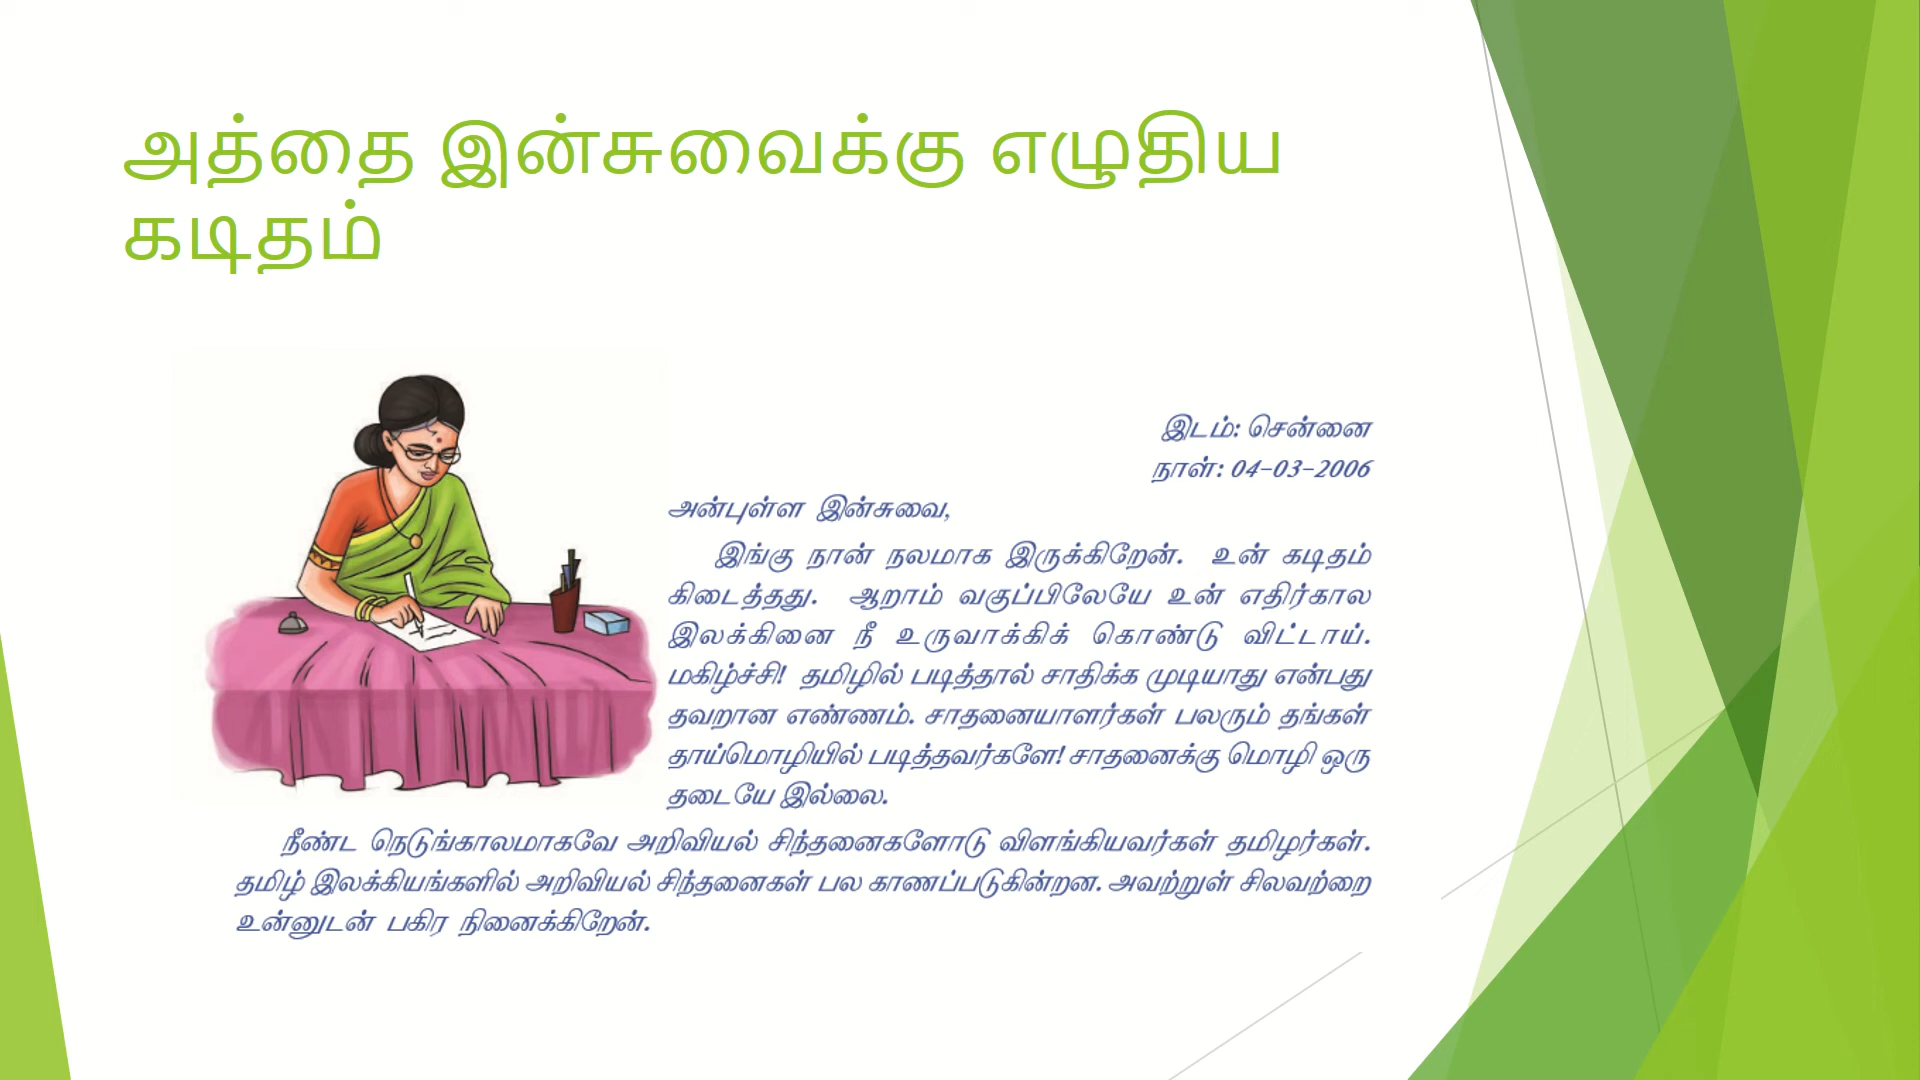 அத்தை இன்சுவைக்கு எழுதிய
கடிதம்
இடம்: சென்னை
நாள்: 04-03-2006
அன்புள்ள இன்சுவை,
இங்கு நான் நலமாக இருக்கிறேன். உன் கடிதம்
கிடைத்தது. ஆறாம் வகுப்பிலேயே உன் எதிர்கால
இலக்கினை நீ உருவாக்கிக் கொண்டு விட்டாய்.
மகிழ்ச்சி! தமிழில் படித்தால் சாதிக்க முடியாது என்பது
தவறான எண்ணம். சாதனையாளர்கள் பலரும் தங்கள்
தாய்மொழியில் படித்தவர்களே! சாதனைக்கு மொழி ஒரு
தடையே இல்லை.
நீண்ட நெடுங்காலமாகவே அறிவியல் சிந்தனைகளோடு விளங்கியவர்கள் தமிழர்கள்.
தமிழ் இலக்கியங்களில் அறிவியல் சிந்தனைகள் பல காணப்படுகின்றன. அவற்றுள் சிலவற்றை
உன்னுடன் பகிர நினைக்கிறேன்.